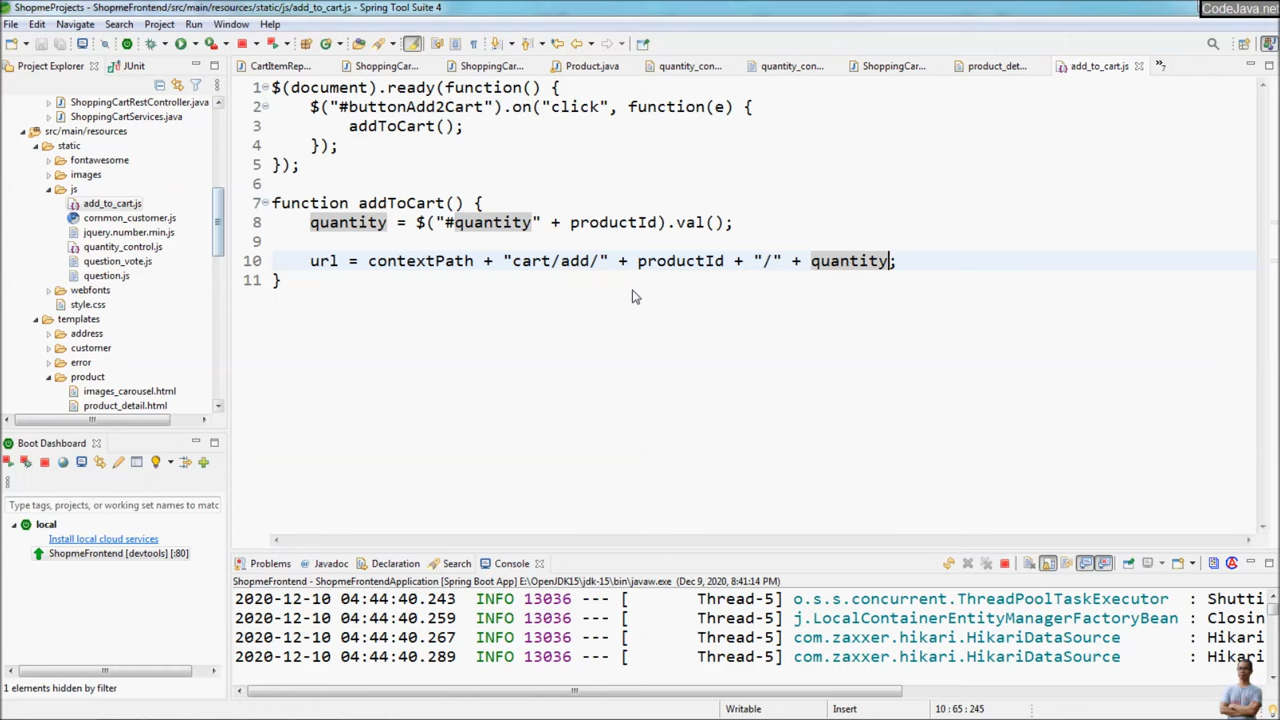 ShopmeProjects - ShopmeFrontend/src/main/resources/static/js/add_to_cart.js - Spring Tool Suite 4
CodeJava.net
File Edit Navigate Search Project Run Window Help
Project Explorer JUnit
CartItemRep... ShoppingCar... ShoppingCar... Product.java quantity_con... quantity_con... ShoppingCar... product_det... add_to_cart.js »7
ShoppingCartRestController.java
ShoppingCartServices.java
src/main/resources
static
fontawesome
images
js
add_to_cart.js
common_customer.js
jquery.number.min.js
quantity_control.js
question_vote.js
question.js
webfonts
style.css
templates
address
customer
error
product
images_carousel.html
product_detail.html
1 $(document).ready(function() {
2 $("#buttonAdd2Cart").on("click", function(e) {
3 addToCart();
4 });
5 });
6
7 function addToCart() {
8 quantity = $("#quantity" + productId).val();
9
10 url = contextPath + "cart/add/" + productId + "/" + quantity;
11 }
Boot Dashboard
Type tags, projects, or working set names to matc
local
Install local cloud services
ShopmeFrontend [devtools] [:80]
1 elements hidden by filter
Problems Javadoc Declaration Search Console
ShopmeFrontend - ShopmeFrontendApplication [Spring Boot App] E:\OpenJDK15\jdk-15\bin\javaw.exe (Dec 9, 2020, 8:41:14 PM)
2020-12-10 04:44:40.243 INFO 13036 --- [ Thread-5] o.s.s.concurrent.ThreadPoolTaskExecutor : Shutti
2020-12-10 04:44:40.259 INFO 13036 --- [ Thread-5] j.LocalContainerEntityManagerFactoryBean : Closin
2020-12-10 04:44:40.267 INFO 13036 --- [ Thread-5] com.zaxxer.hikari.HikariDataSource : Hikari
2020-12-10 04:44:40.289 INFO 13036 --- [ Thread-5] com.zaxxer.hikari.HikariDataSource : Hikari
Writable Insert 10 : 65 : 245